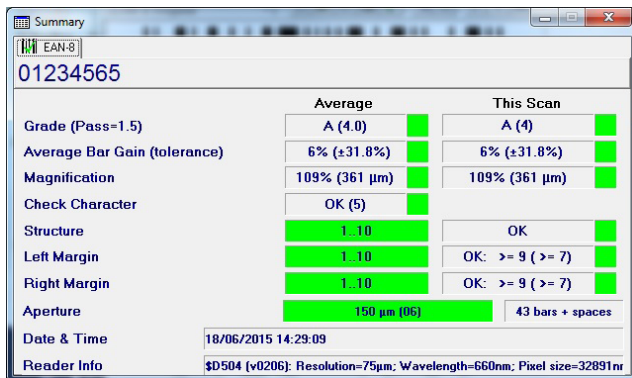 Summary
EAN-8
01234565
Average This Scan
Grade (Pass=1.5) A (4.0) A (4)
Average Bar Gain (tolerance) 6% (±31.8%) 6% (±31.8%)
Magnification 109% (361 µm) 109% (361 µm)
Check Character OK (5)
Structure 1..10 OK
Left Margin 1..10 OK: >= 9 ( >= 7)
Right Margin 1..10 OK: >= 9 ( >= 7)
Aperture 150 µm (06) 43 bars + spaces
Date & Time 18/06/2015 14:29:09
Reader Info $D504 (v0206): Resolution=75µm; Wavelength=660nm; Pixel size=32891nr